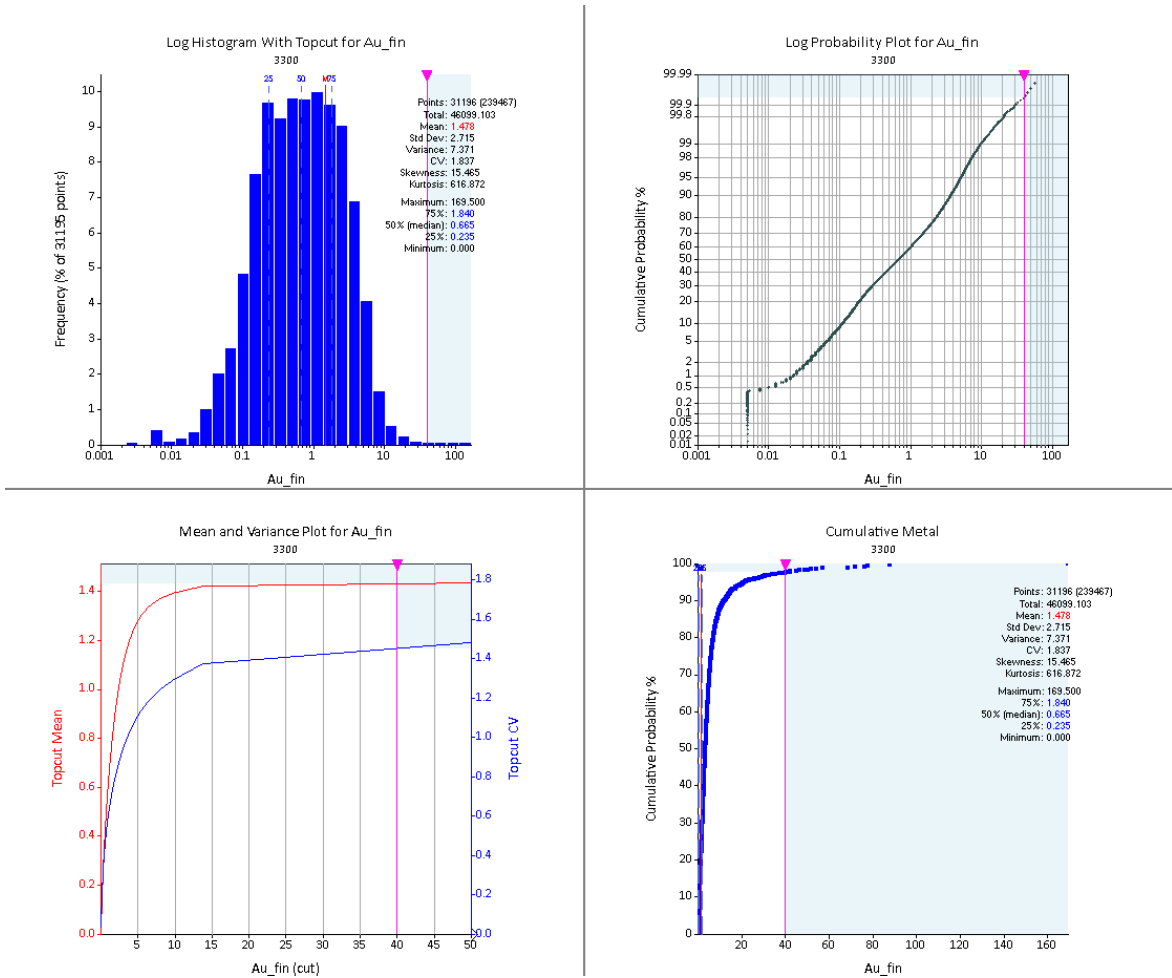 Log Histogram With Topcut for Au_fin
3300
25 50 M 75
Points: 31196 (239467)
Total: 46099.103
Mean: 1.478
Std Dev: 2.715
Variance: 7.371
CV: 1.837
Skewness: 15.465
Kurtosis: 616.872
Maximum: 169.500
75%: 1.840
50% (median): 0.665
25%: 0.235
Minimum: 0.000
Frequency (% of 31195 points)
10
9
8
7
6
5
4
3
2
1
0
0.001 0.01 0.1 1 10 100
Au_fin
Log Probability Plot for Au_fin
3300
Cumulative Probability %
99.99
99.9
99.8
99
98
95
90
80
70
60
50
40
30
20
10
5
2
1
0.5
0.2
0.1
0.05
0.02
0.01
0.001 0.01 0.1 1 10 100
Au_fin
Mean and Variance Plot for Au_fin
3300
Topcut Mean
1.4
1.2
1.0
0.8
0.6
0.4
0.2
0.0
Topcut CV
1.8
1.6
1.4
1.2
1.0
0.8
0.6
0.4
0.2
0.0
5 10 15 20 25 30 35 40 45 50
Au_fin (cut)
Cumulative Metal
3300
Points: 31196 (239467)
Total: 46099.103
Mean: 1.478
Std Dev: 2.715
Variance: 7.371
CV: 1.837
Skewness: 15.465
Kurtosis: 616.872
Maximum: 169.500
75%: 1.840
50% (median): 0.665
25%: 0.235
Minimum: 0.000
Cumulative Probability %
100
90
80
70
60
50
40
30
20
10
0
20 40 60 80 100 120 140 160
Au_fin